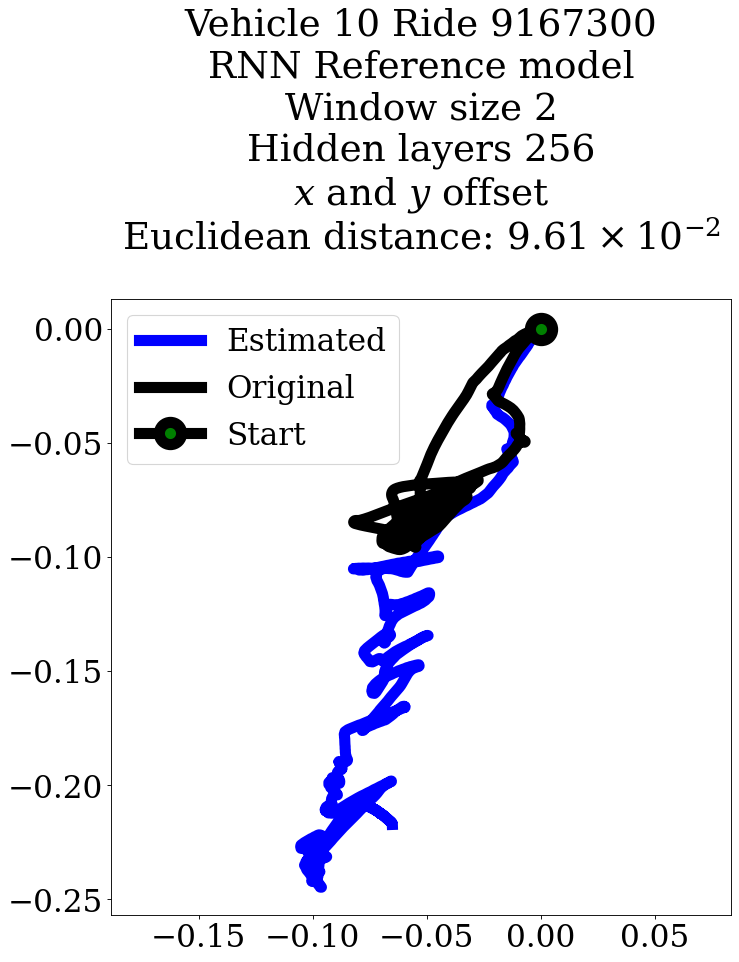 Vehicle 10 Ride 9167300
RNN Reference model
Window size 2
Hidden layers 256
x and y offset
Euclidean distance: 9.61 × 10⁻²
Estimated
Original
Start
0.00
−0.05
−0.10
−0.15
−0.20
−0.25
−0.15 −0.10 −0.05 0.00 0.05